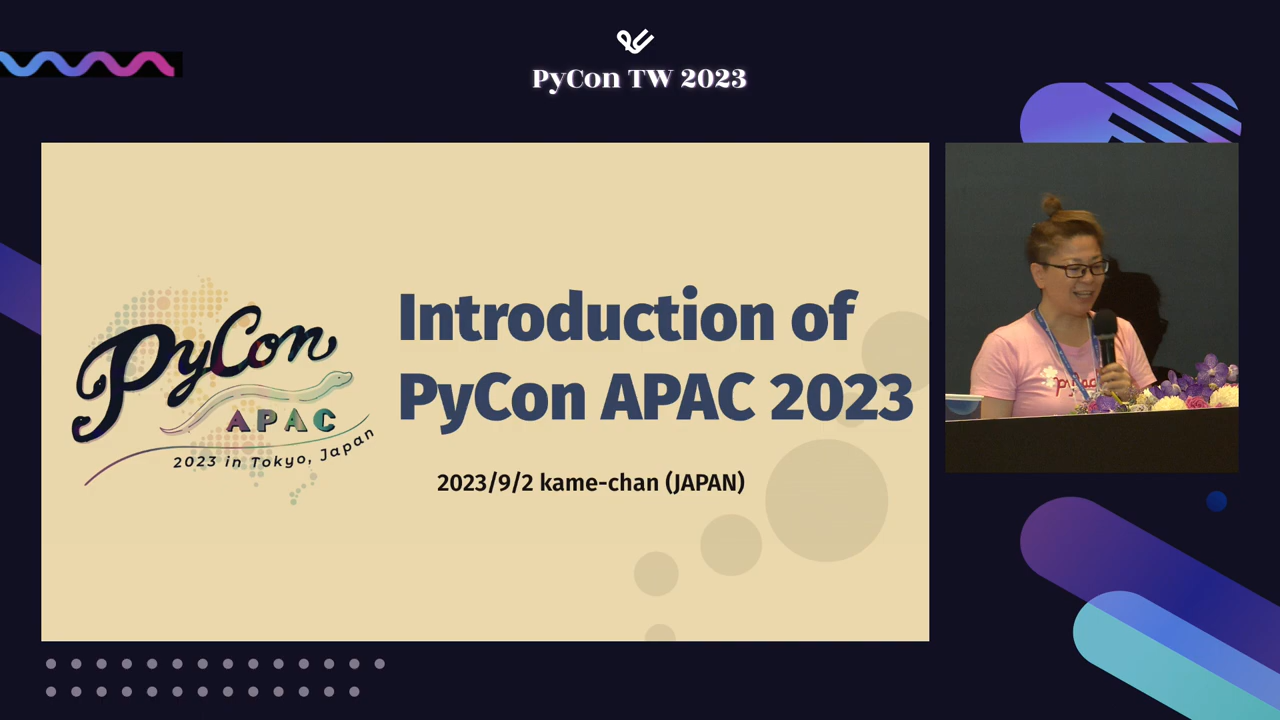 PyCon TW 2023
PyCon
APAC
2023 in Tokyo, Japan
Introduction of
PyCon APAC 2023
2023/9/2 kame-chan (JAPAN)